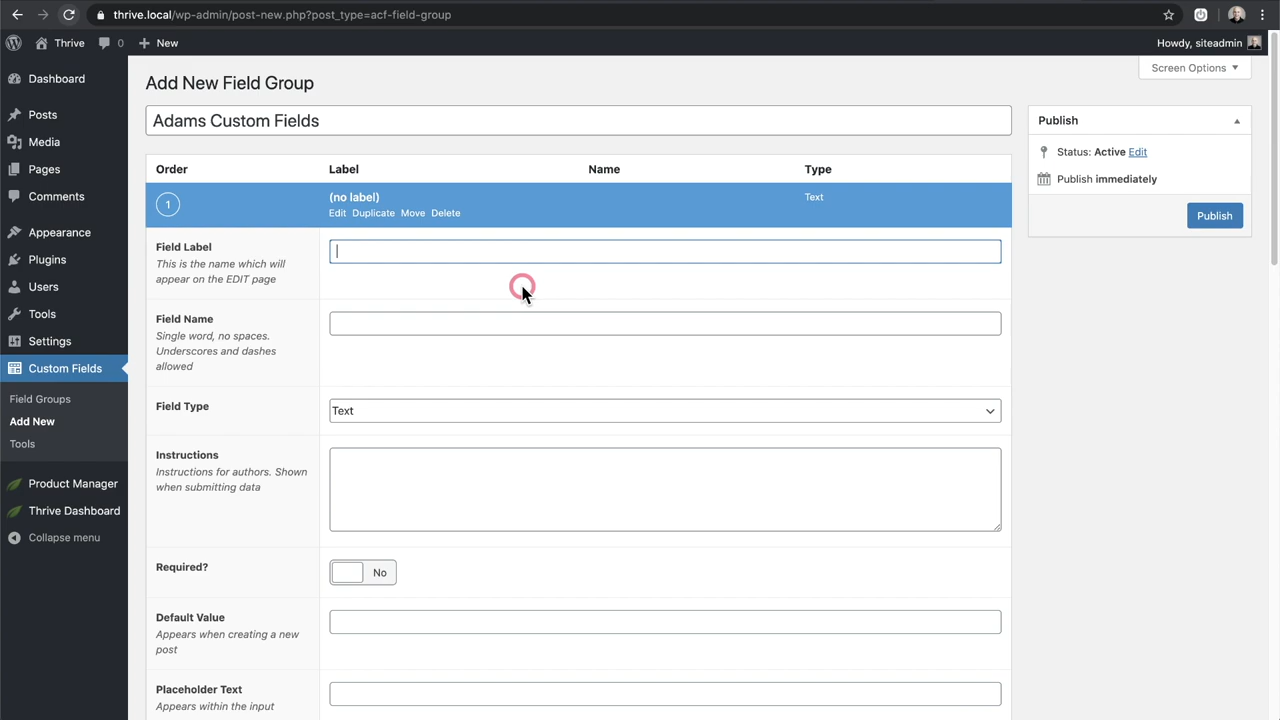 thrive.local/wp-admin/post-new.php?post_type=acf-field-group
Thrive 0 New
Howdy, siteadmin
Screen Options
Dashboard
Posts
Media
Pages
Comments
Appearance
Plugins
Users
Tools
Settings
Custom Fields
Field Groups
Add New
Tools
Product Manager
Thrive Dashboard
Collapse menu
Add New Field Group
Adams Custom Fields
Order Label Name Type
1 (no label) Text
Edit Duplicate Move Delete
Field Label
This is the name which will
appear on the EDIT page
Field Name
Single word, no spaces.
Underscores and dashes
allowed
Field Type
Text
Instructions
Instructions for authors. Shown
when submitting data
Required?
No
Default Value
Appears when creating a new
post
Placeholder Text
Appears within the input
Publish
Status: Active Edit
Publish immediately
Publish